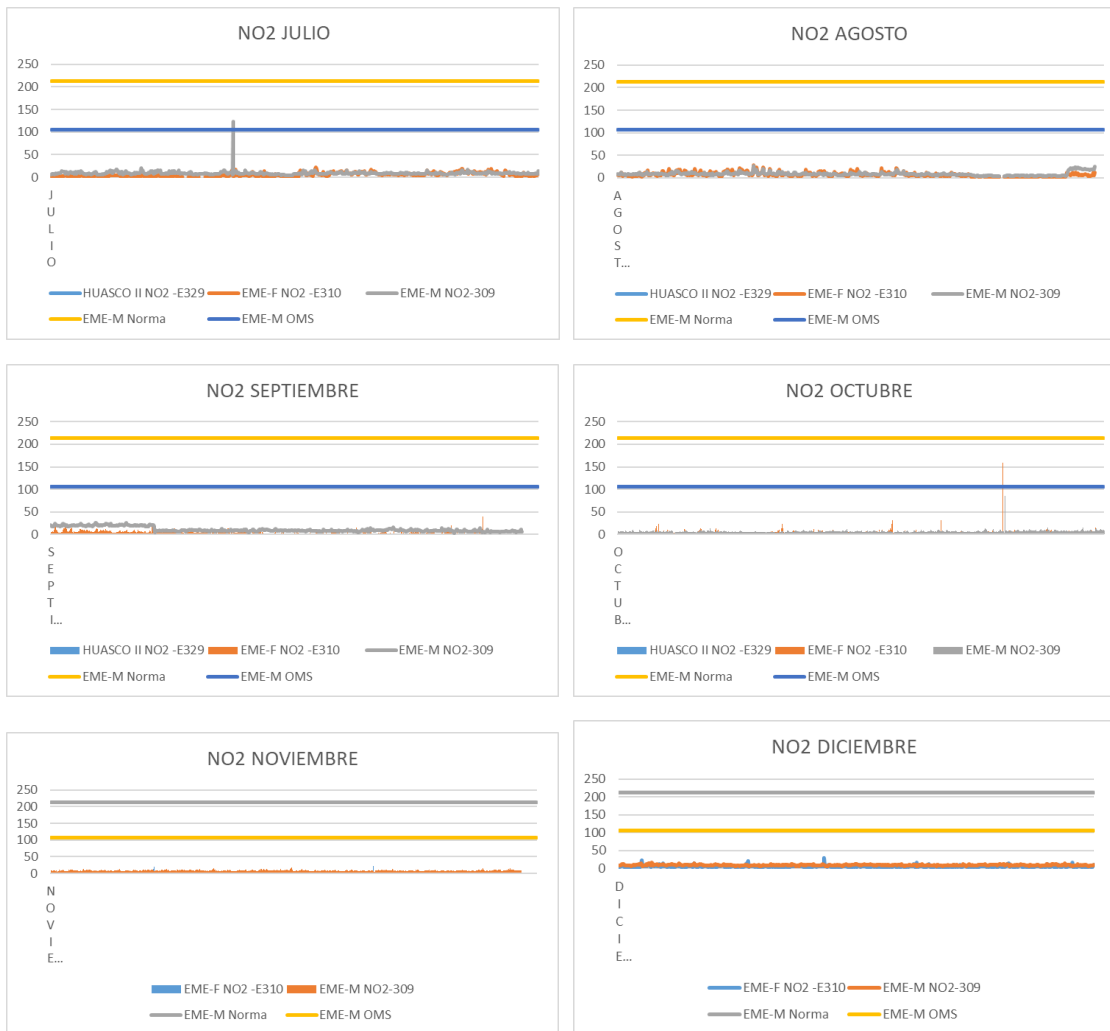 NO2 JULIO
250
200
150
100
50
0
J
U
L
I
O
HUASCO II NO2 -E329 EME-F NO2 -E310 EME-M NO2-309
EME-M Norma EME-M OMS
NO2 AGOSTO
250
200
150
100
50
0
A
G
O
S
T...
HUASCO II NO2 -E329 EME-F NO2 -E310 EME-M NO2-309
EME-M Norma EME-M OMS
NO2 SEPTIEMBRE
250
200
150
100
50
0
S
E
P
T
I...
HUASCO II NO2 -E329 EME-F NO2 -E310 EME-M NO2-309
EME-M Norma EME-M OMS
NO2 OCTUBRE
250
200
150
100
50
0
O
C
T
U
B...
HUASCO II NO2 -E329 EME-F NO2 -E310 EME-M NO2-309
EME-M Norma EME-M OMS
NO2 NOVIEMBRE
250
200
150
100
50
0
N
O
V
I
E...
EME-F NO2 -E310 EME-M NO2-309
EME-M Norma EME-M OMS
NO2 DICIEMBRE
250
200
150
100
50
0
D
I
C
I
E...
EME-F NO2 -E310 EME-M NO2-309
EME-M Norma EME-M OMS